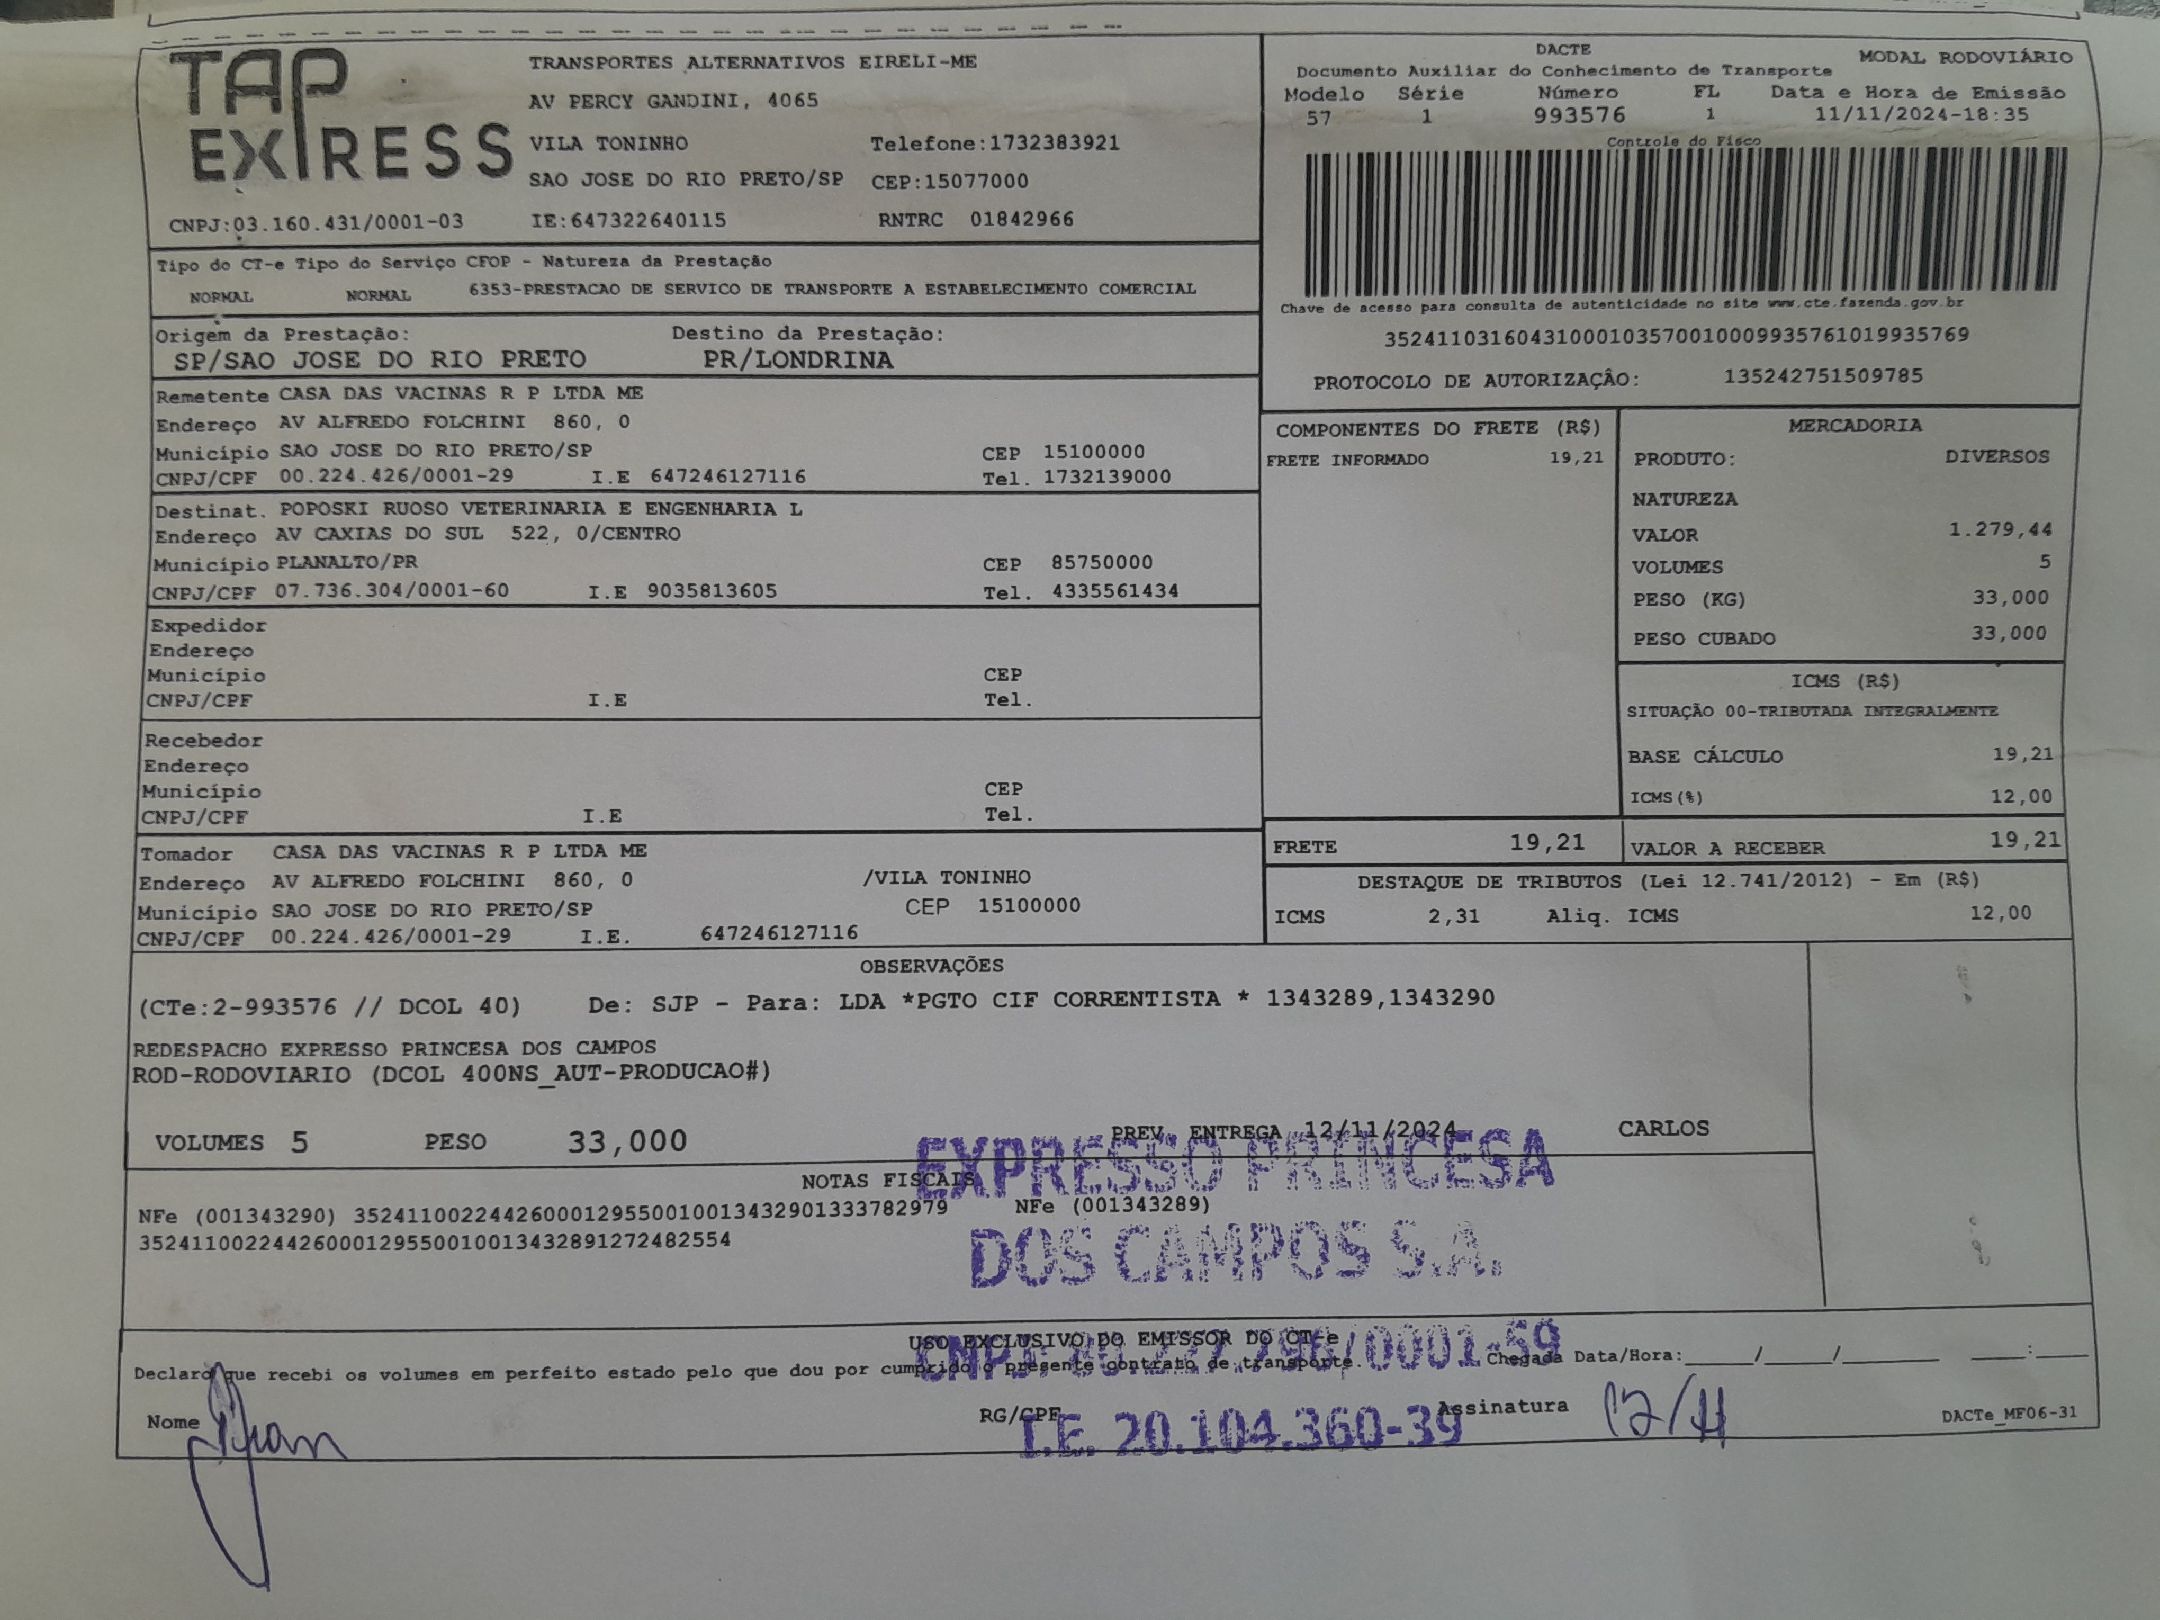 TAP EXPRESS
TRANSPORTES ALTERNATIVOS EIRELI-ME
AV PERCY GANDINI, 4065
VILA TONINHO Telefone:1732383921
SAO JOSE DO RIO PRETO/SP CEP:15077000
CNPJ:03.160.431/0001-03 IE:647322640115 RNTRC 01842966
DACTE MODAL RODOVIÁRIO
Documento Auxiliar do Conhecimento de Transporte
Modelo Série Número FL Data e Hora de Emissão
57 1 993576 1 11/11/2024-18:35
Controle do Fisco
Chave de acesso para consulta de autenticidade no site www.cte.fazenda.gov.br
35241103160431000103570010009935761019935769
PROTOCOLO DE AUTORIZAÇÃO: 135242751509785
Tipo do CT-e Tipo do Serviço CFOP - Natureza da Prestação
NORMAL NORMAL 6353-PRESTACAO DE SERVICO DE TRANSPORTE A ESTABELECIMENTO COMERCIAL
Origem da Prestação: Destino da Prestação:
SP/SAO JOSE DO RIO PRETO PR/LONDRINA
Remetente CASA DAS VACINAS R P LTDA ME
Endereço AV ALFREDO FOLCHINI 860, 0
Município SAO JOSE DO RIO PRETO/SP CEP 15100000
CNPJ/CPF 00.224.426/0001-29 I.E 647246127116 Tel. 1732139000
Destinat. POPOSKI RUOSO VETERINARIA E ENGENHARIA L
Endereço AV CAXIAS DO SUL 522, 0/CENTRO
Município PLANALTO/PR CEP 85750000
CNPJ/CPF 07.736.304/0001-60 I.E 9035813605 Tel. 4335561434
Expedidor
Endereço
Município CEP
CNPJ/CPF I.E Tel.
Recebedor
Endereço
Município CEP
CNPJ/CPF I.E Tel.
Tomador CASA DAS VACINAS R P LTDA ME
Endereço AV ALFREDO FOLCHINI 860, 0 /VILA TONINHO
Município SAO JOSE DO RIO PRETO/SP CEP 15100000
CNPJ/CPF 00.224.426/0001-29 I.E. 647246127116
COMPONENTES DO FRETE (R$)
FRETE INFORMADO 19,21
MERCADORIA
PRODUTO: DIVERSOS
NATUREZA
VALOR 1.279,44
VOLUMES 5
PESO (KG) 33,000
PESO CUBADO 33,000
ICMS (R$)
SITUAÇÃO 00-TRIBUTADA INTEGRALMENTE
BASE CÁLCULO 19,21
ICMS(%) 12,00
FRETE 19,21 VALOR A RECEBER 19,21
DESTAQUE DE TRIBUTOS (Lei 12.741/2012) - Em (R$)
ICMS 2,31 Aliq. ICMS 12,00
OBSERVAÇÕES
(CTe:2-993576 // DCOL 40) De: SJP - Para: LDA *PGTO CIF CORRENTISTA * 1343289,1343290
REDESPACHO EXPRESSO PRINCESA DOS CAMPOS
ROD-RODOVIARIO (DCOL 400NS_AUT-PRODUCAO#)
VOLUMES 5 PESO 33,000 PREV. ENTREGA 12/11/2024 CARLOS
NOTAS FISCAIS
NFe (001343290) 35241100224426000129550010013432901333782979 NFe (001343289)
35241100224426000129550010013432891272482554
EXPRESSO PRINCESA
DOS CAMPOS S.A.
USO EXCLUSIVO DO EMISSOR DO CT-e
Declaro que recebi os volumes em perfeito estado pelo que dou por cumprido o presente contrato de transporte. Chegada Data/Hora:____/____/______ ___:___
Nome RG/CPF Assinatura 12/11 DACTe_MF06-31
I.E. 20.104.360-39